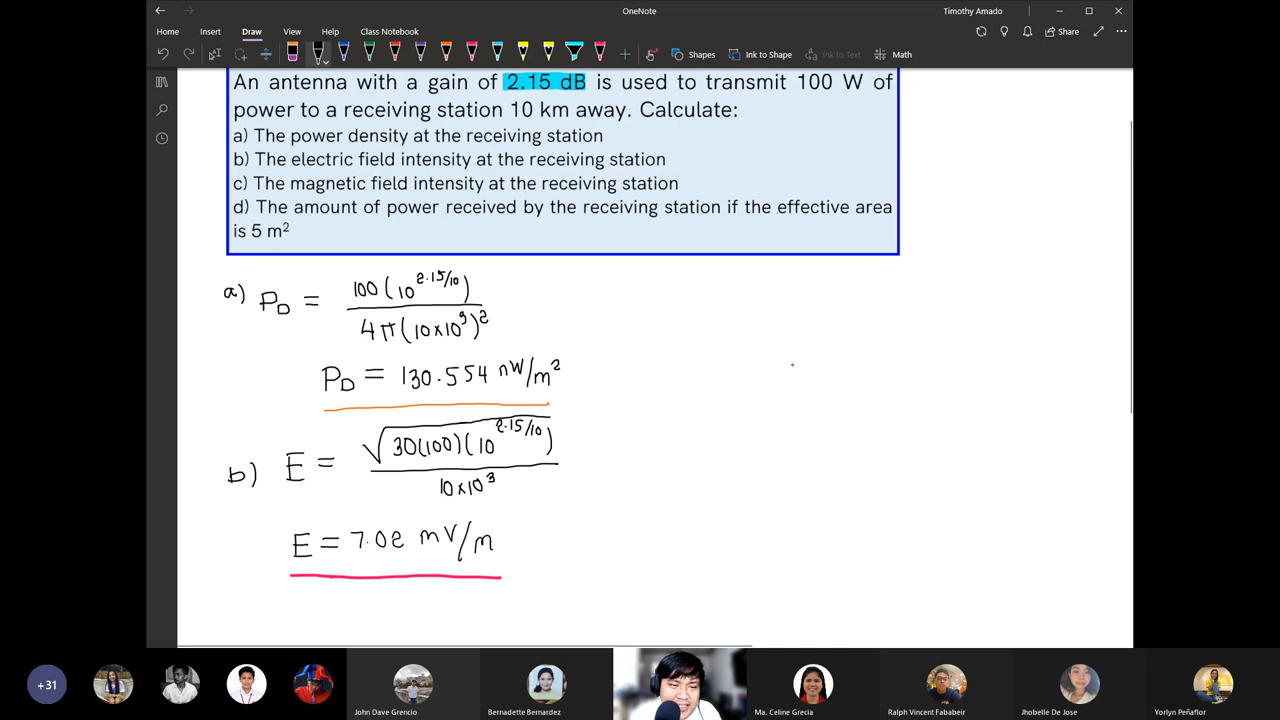 OneNote
Timothy Amado
Home Insert Draw View Help Class Notebook
Share
Shapes Ink to Shape Ink to Text Math
An antenna with a gain of 2.15 dB is used to transmit 100 W of
power to a receiving station 10 km away. Calculate:
a) The power density at the receiving station
b) The electric field intensity at the receiving station
c) The magnetic field intensity at the receiving station
d) The amount of power received by the receiving station if the effective area
is 5 m²
a) P_D = 100(10^{2.15/10}) / 4π(10×10³)²
P_D = 130.554 nW/m²
b) E = √30(100)(10^{2.15/10}) / 10×10³
E = 7.02 mV/m
+31
John Dave Grencio
Bernadette Bernardez
Ma. Celine Grecia
Ralph Vincent Fababeir
Jhobelle De Jose
Yorlyn Peñaflor